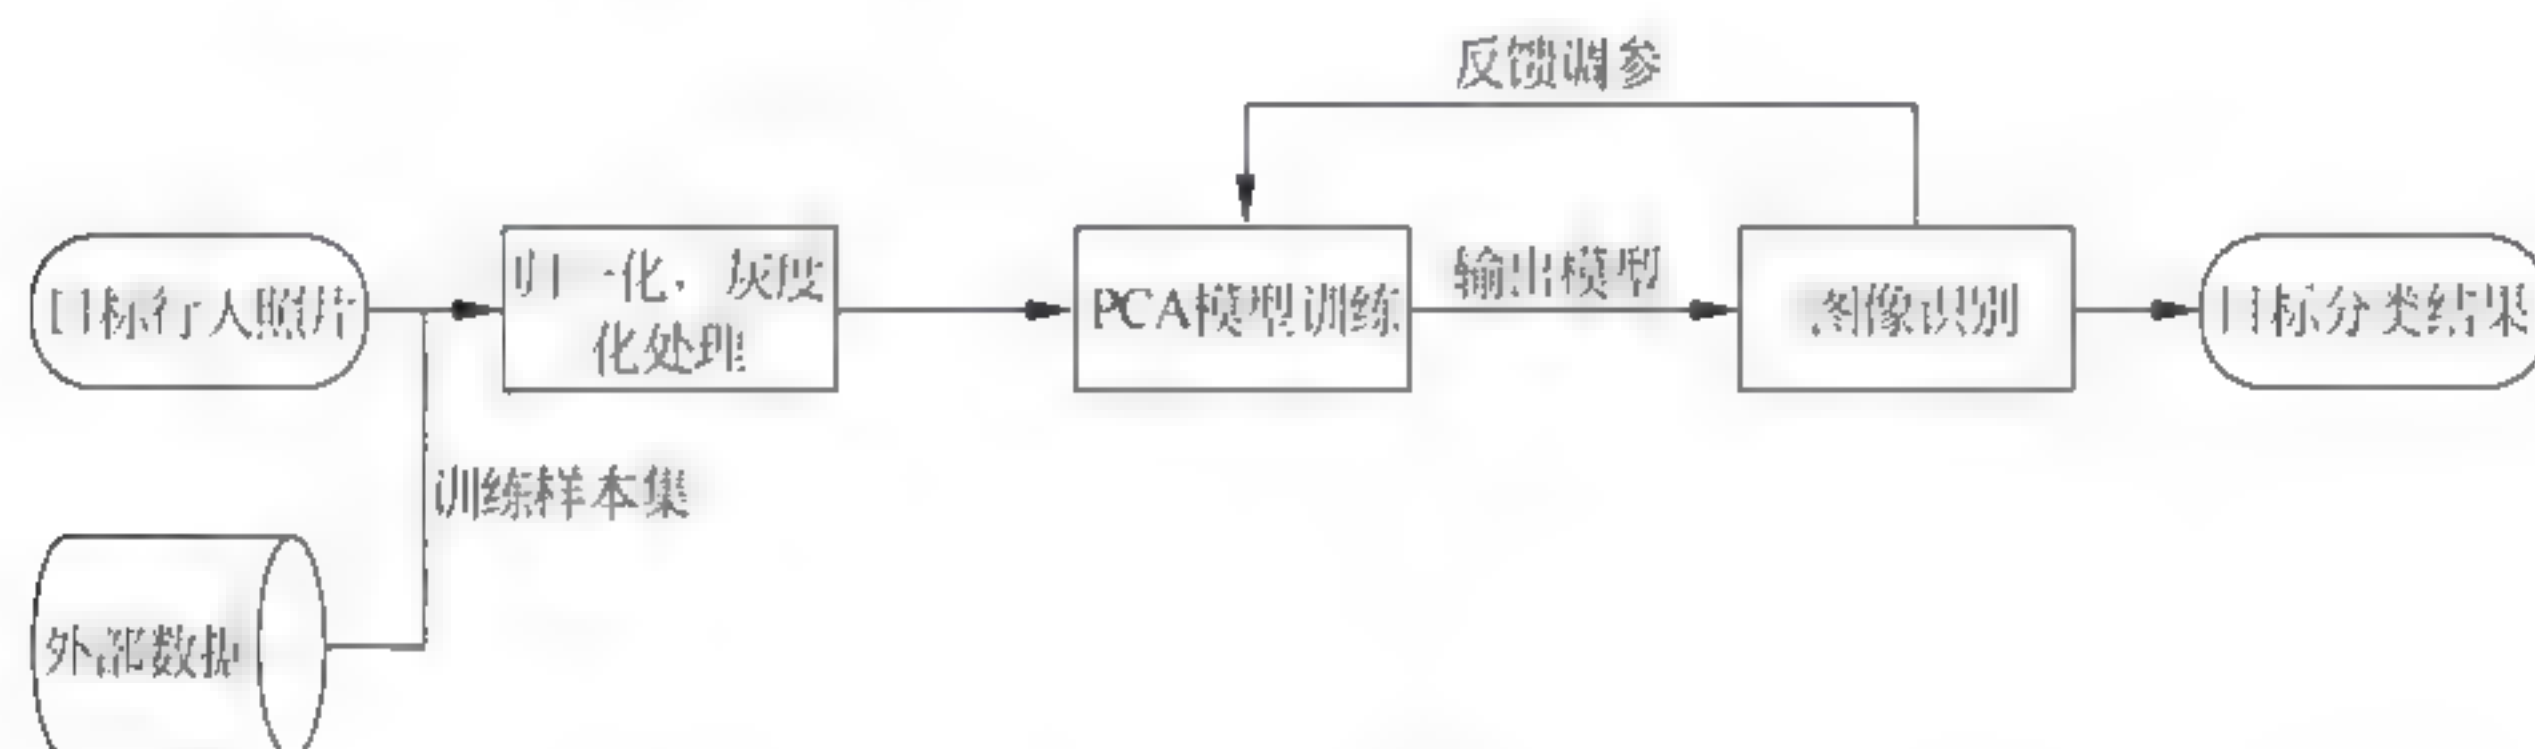 反馈调参
目标行人照片
归一化，灰度
化处理
PCA模型训练
输出模型
图像识别
目标分类结果
训练样本集
外部数据